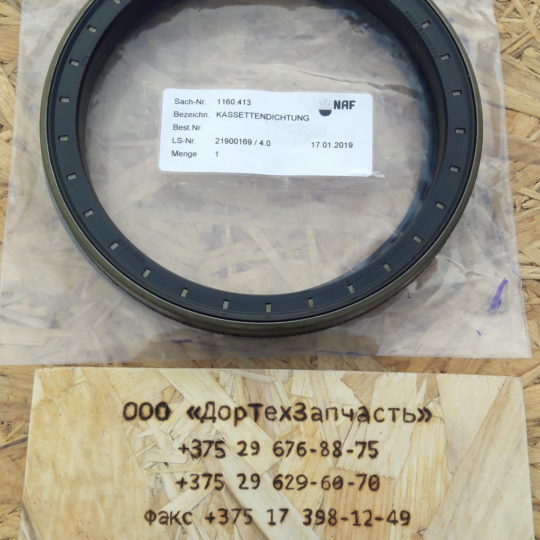 Sach-Nr. 1160.413 NAF
Bezeichn. KASSETTENDICHTUNG
Best.Nr.
LS-Nr. 21900169 / 4.0 17.01.2019
Menge 1
ООО «ДорТехЗапчасть»
+375 29 676-88-75
+375 29 629-60-70
Факс +375 17 398-12-49